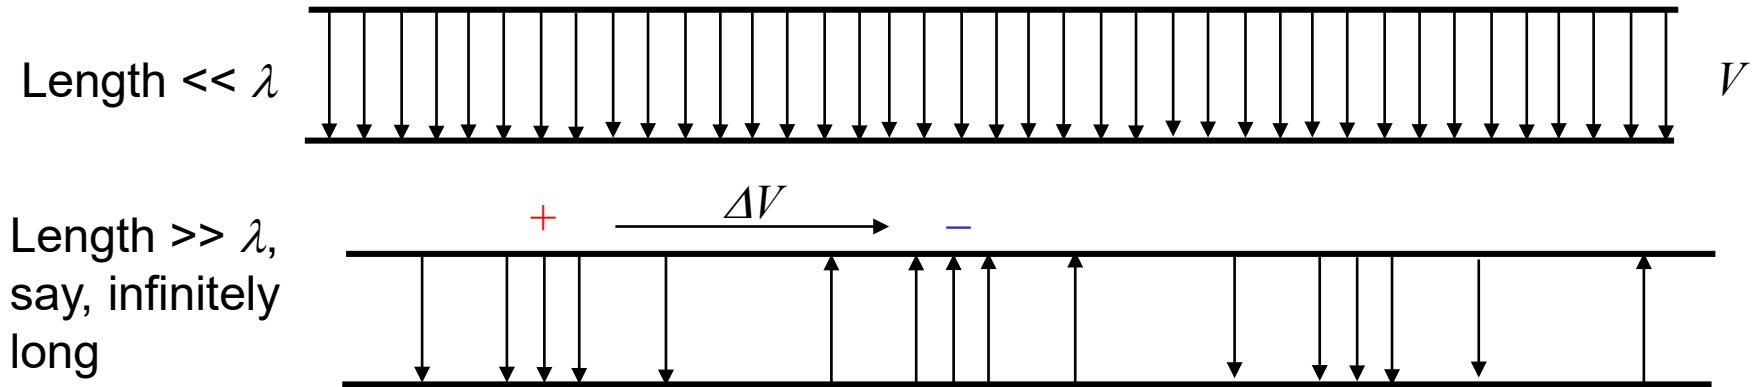 Length << λ
V
+ ΔV −
Length >> λ,
say, infinitely
long